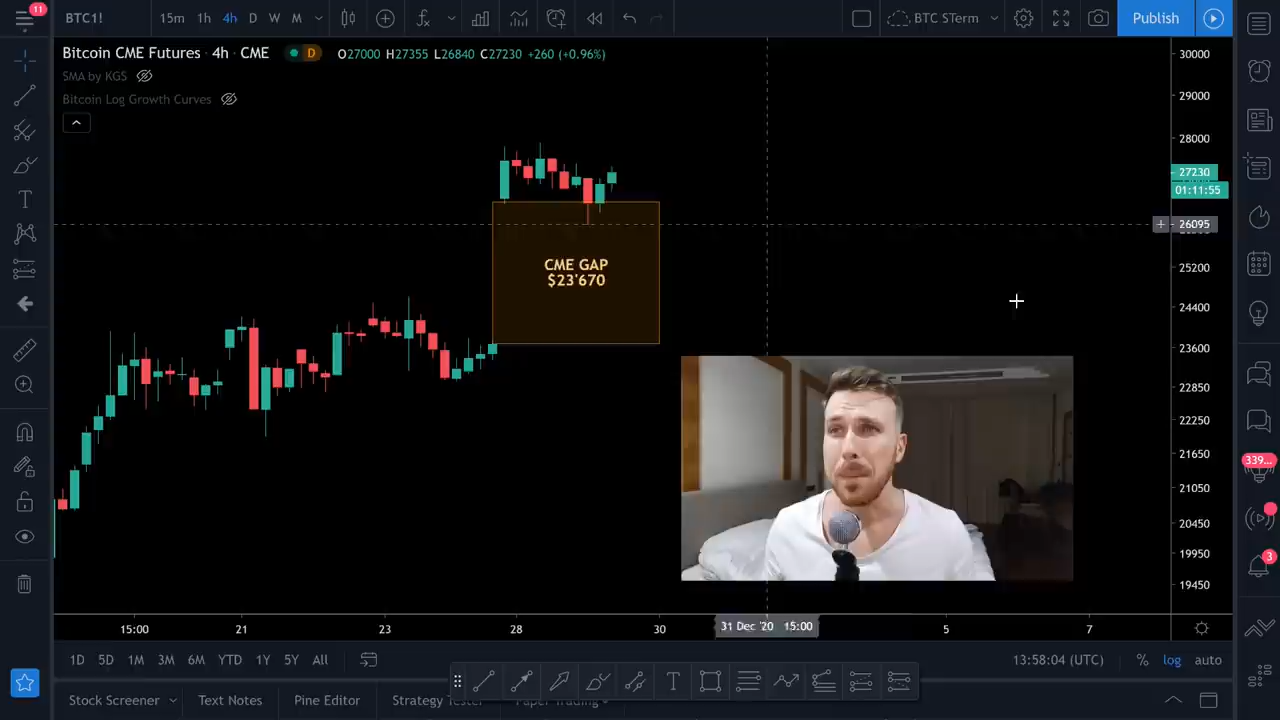 11
BTC1!
15m 1h 4h D W M
BTC STerm
Publish
Bitcoin CME Futures · 4h · CME D O27000 H27355 L26840 C27230 +260 (+0.96%)
SMA by KGS
Bitcoin Log Growth Curves
30000
29000
28000
27230
01:11:55
26095
25200
24400
23600
22850
22250
21650
21050
20450
19950
19450
CME GAP
$23'670
339...
3
15:00 21 23 28 30 31 Dec '20 15:00 5 7
1D 5D 1M 3M 6M YTD 1Y 5Y All 13:58:04 (UTC) % log auto
Stock Screener Text Notes Pine Editor Strategy Tester Paper Trading